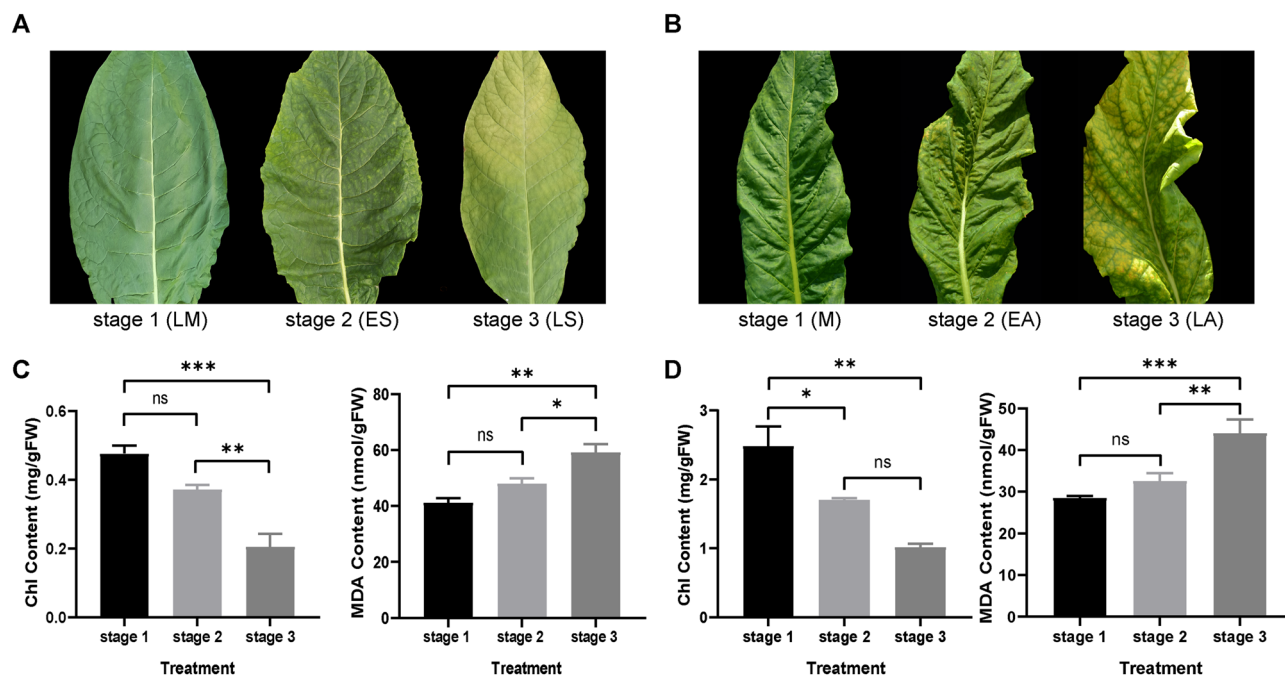 A
B
stage 1 (LM)
stage 2 (ES)
stage 3 (LS)
stage 1 (M)
stage 2 (EA)
stage 3 (LA)
C
***
ns
**
0.6
0.4
0.2
0.0
Chl Content (mg/gFW)
stage 1
stage 2
stage 3
Treatment
**
*
ns
80
60
40
20
0
MDA Content (nmol/gFW)
stage 1
stage 2
stage 3
Treatment
D
**
*
ns
3
2
1
0
Chl Content (mg/gFW)
stage 1
stage 2
stage 3
Treatment
***
**
ns
50
40
30
20
10
0
MDA Content (nmol/gFW)
stage 1
stage 2
stage 3
Treatment